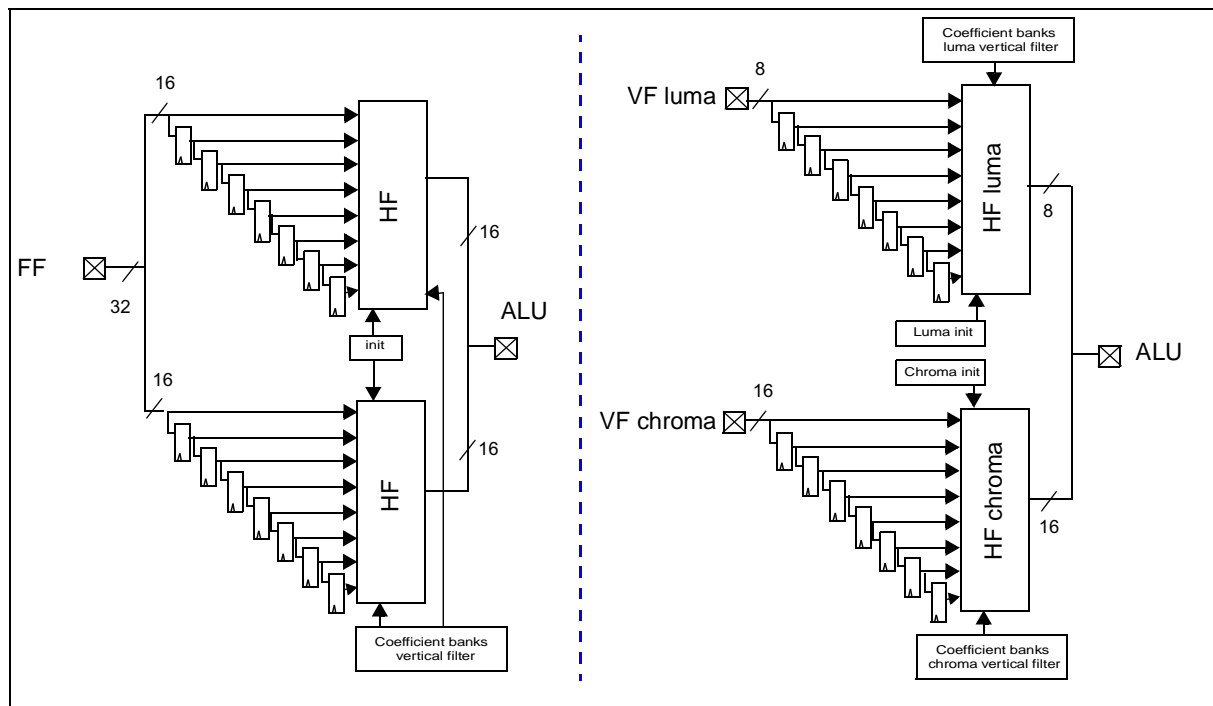 16
FF
32
HF
16
ALU
init
16
16
HF
Coefficient banks
vertical filter
Coefficient banks
luma vertical filter
8
VF luma
HF luma
8
Luma init
ALU
Chroma init
16
VF chroma
HF chroma
16
Coefficient banks
chroma vertical filter